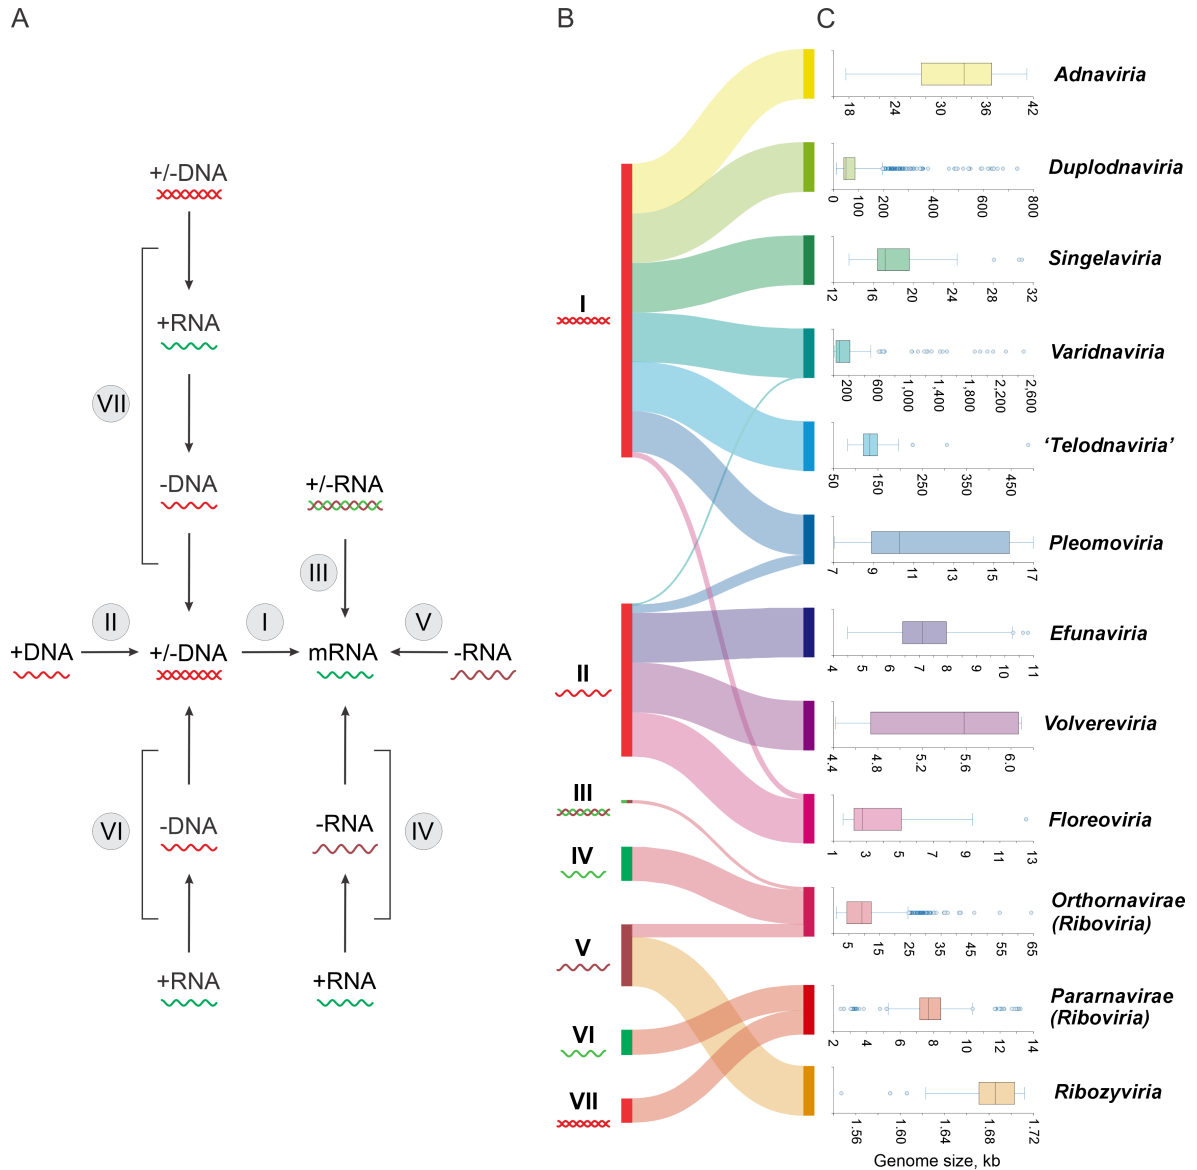 A
+/-DNA
+RNA
VII
-DNA
+/-RNA
III
II
I
V
+DNA
+/-DNA
mRNA
-RNA
VI
-DNA
-RNA
IV
+RNA
+RNA
B
I
II
III
IV
V
VI
VII
C
18 24 30 36 42
Adnaviria
0 100 200 400 600 800
Duplodnaviria
12 16 20 24 28 32
Singelaviria
200 600 1,000 1,400 1,800 2,200 2,600
Varidnaviria
50 150 250 350 450
‘Telodnaviria’
7 9 11 13 15 17
Pleomoviria
4 5 6 7 8 9 10 11
Efunaviria
4.4 4.8 5.2 5.6 6.0
Volvereviria
1 3 5 7 9 11 13
Floreoviria
5 15 25 35 45 55 65
Orthornavirae
(Riboviria)
2 4 6 8 10 12 14
Pararnavirae
(Riboviria)
1.56 1.60 1.64 1.68 1.72
Ribozyviria
Genome size, kb